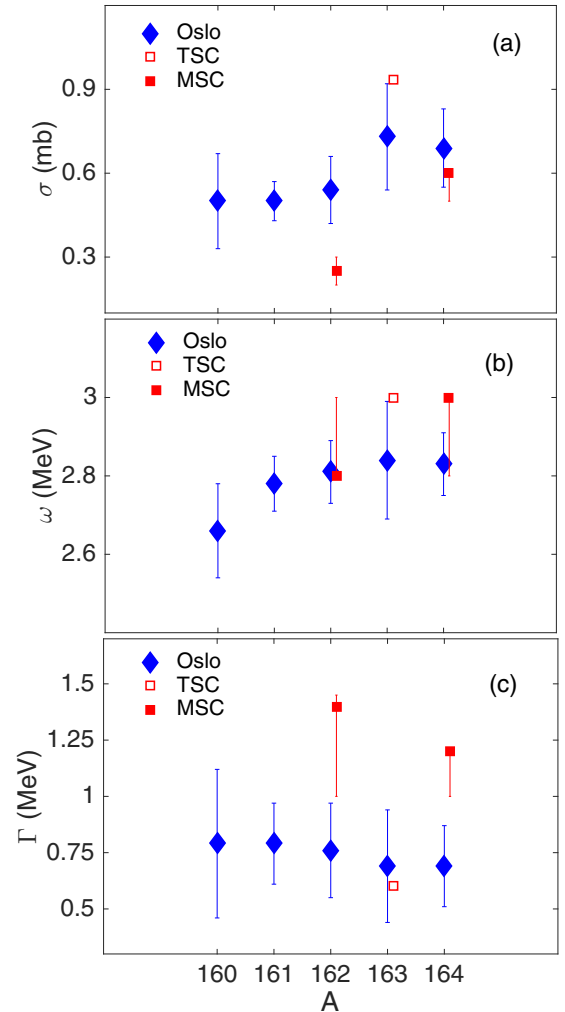 Oslo
TSC
MSC
(a)
0.9
0.6
0.3
σ (mb)
Oslo
TSC
MSC
(b)
3
2.8
2.6
ω (MeV)
Oslo
TSC
MSC
(c)
1.5
1.25
1
0.75
0.5
Γ (MeV)
160 161 162 163 164
A